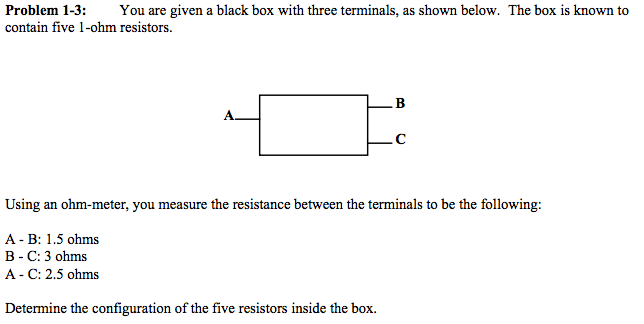 Problem 1-3: You are given a black box with three terminals, as shown below. The box is known to
contain five 1-ohm resistors.
B
A
C
Using an ohm-meter, you measure the resistance between the terminals to be the following:
A - B: 1.5 ohms
B - C: 3 ohms
A - C: 2.5 ohms
Determine the configuration of the five resistors inside the box.